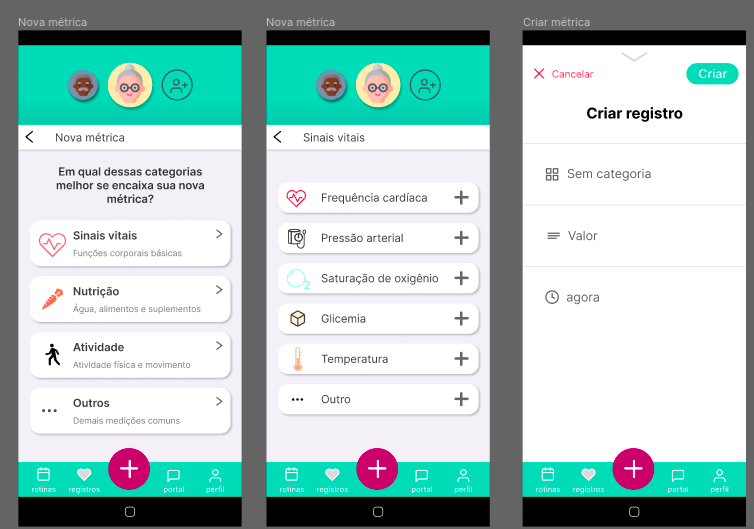 Nova métrica
Nova métrica
Em qual dessas categorias
melhor se encaixa sua nova
métrica?
Sinais vitais
Funções corporais básicas
Nutrição
Água, alimentos e suplementos
Atividade
Atividade física e movimento
Outros
Demais medições comuns
rotinas
registros
portal
perfil
Nova métrica
Sinais vitais
Frequência cardíaca
Pressão arterial
Saturação de oxigênio
2
Glicemia
Temperatura
Outro
rotinas
registros
portal
perfil
Criar métrica
Cancelar
Criar
Criar registro
Sem categoria
Valor
agora
rotinas
registros
portal
perfil